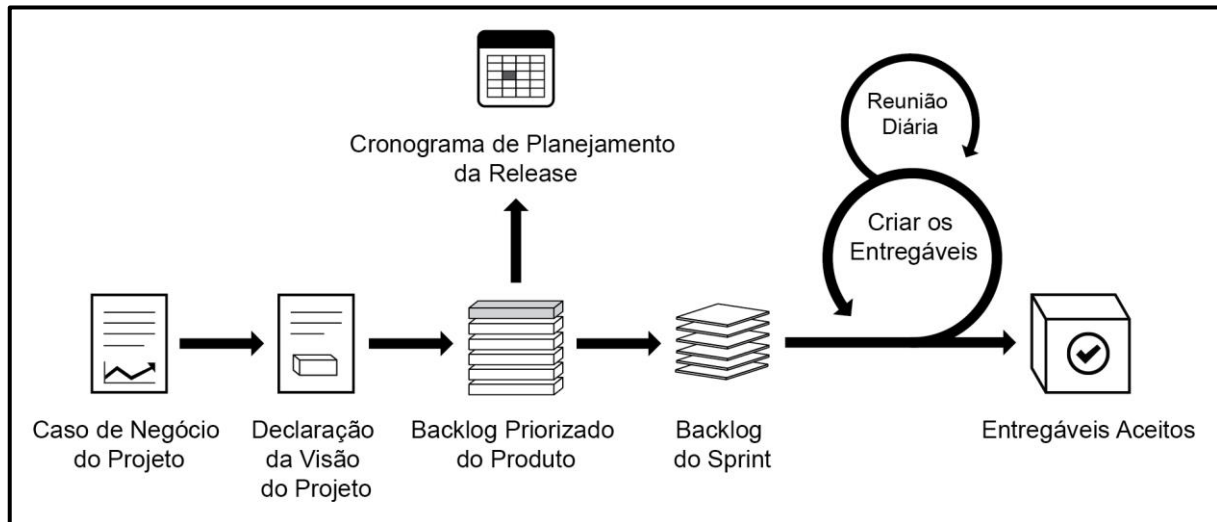 Cronograma de Planejamento
da Release
Reunião
Diária
Criar os
Entregáveis
Caso de Negócio
do Projeto
Declaração
da Visão
do Projeto
Backlog Priorizado
do Produto
Backlog
do Sprint
Entregáveis Aceitos